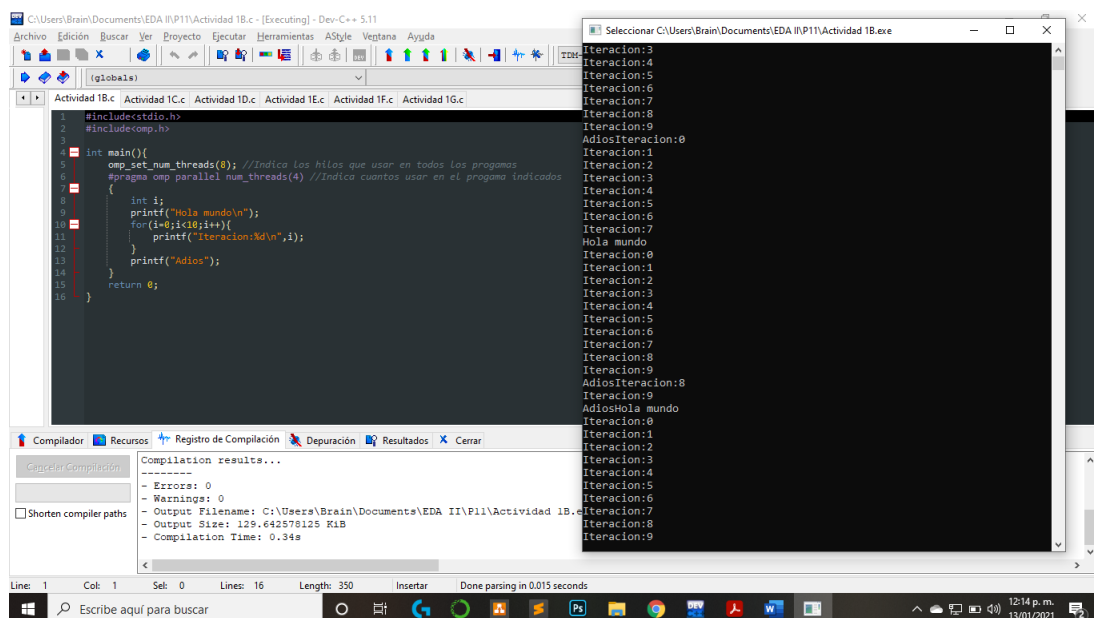 C:\Users\Brain\Documents\EDA II\P11\Actividad 1B.c - [Executing] - Dev-C++ 5.11
Archivo Edición Buscar Ver Proyecto Ejecutar Herramientas AStyle Ventana Ayuda
TDM-
(globals)
Actividad 1B.c Actividad 1C.c Actividad 1D.c Actividad 1E.c Actividad 1F.c Actividad 1G.c
1 #include<stdio.h>
2 #include<omp.h>
3
4 int main(){
5 omp_set_num_threads(8); //Indica los hilos que usar en todos los progamas
6 #pragma omp parallel num_threads(4) //Indica cuantos usar en el progama indicados
7 {
8 int i;
9 printf("Hola mundo\n");
10 for(i=0;i<10;i++){
11 printf("Iteracion:%d\n",i);
12 }
13 printf("Adios");
14 }
15 return 0;
16 }
Compilador Recursos Registro de Compilación Depuración Resultados Cerrar
Cancelar Compilación
Shorten compiler paths
Compilation results...
--------
- Errors: 0
- Warnings: 0
- Output Filename: C:\Users\Brain\Documents\EDA II\P11\Actividad 1B.e
- Output Size: 129.642578125 KiB
- Compilation Time: 0.34s
Line: 1 Col: 1 Sel: 0 Lines: 16 Length: 350 Insertar Done parsing in 0.015 seconds
Seleccionar C:\Users\Brain\Documents\EDA II\P11\Actividad 1B.exe
Iteracion:3
Iteracion:4
Iteracion:5
Iteracion:6
Iteracion:7
Iteracion:8
Iteracion:9
AdiosIteracion:0
Iteracion:1
Iteracion:2
Iteracion:3
Iteracion:4
Iteracion:5
Iteracion:6
Iteracion:7
Hola mundo
Iteracion:0
Iteracion:1
Iteracion:2
Iteracion:3
Iteracion:4
Iteracion:5
Iteracion:6
Iteracion:7
Iteracion:8
Iteracion:9
AdiosIteracion:8
Iteracion:9
AdiosHola mundo
Iteracion:0
Iteracion:1
Iteracion:2
Iteracion:3
Iteracion:4
Iteracion:5
Iteracion:6
Iteracion:7
Iteracion:8
Iteracion:9
Escribe aquí para buscar
Ps
DEV
12:14 p. m.
13/01/2021
2